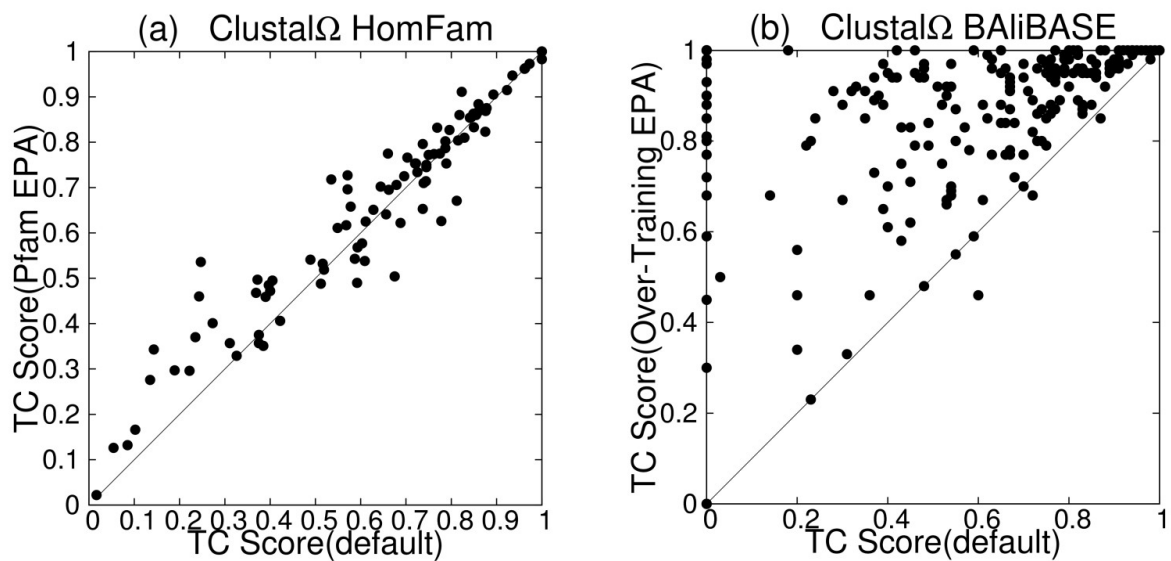 (a) ClustalΩ HomFam
TC Score(Pfam EPA)
1
0.9
0.8
0.7
0.6
0.5
0.4
0.3
0.2
0.1
0
0 0.1 0.2 0.3 0.4 0.5 0.6 0.7 0.8 0.9 1
TC Score(default)
(b) ClustalΩ BAliBASE
TC Score(Over-Training EPA)
1
0.8
0.6
0.4
0.2
0
0.0 0.2 0.4 0.6 0.8 1
TC Score(default)